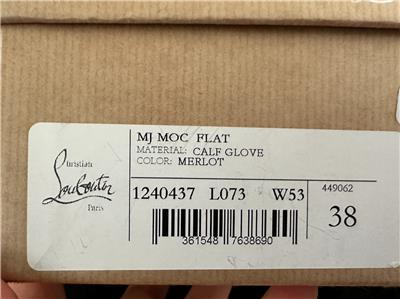 MJ MOC FLAT
MATERIAL: CALF GLOVE
COLOR: MERLOT
Christian
Louboutin
Paris
1240437 L073 W53
449062
38
361548 7638690